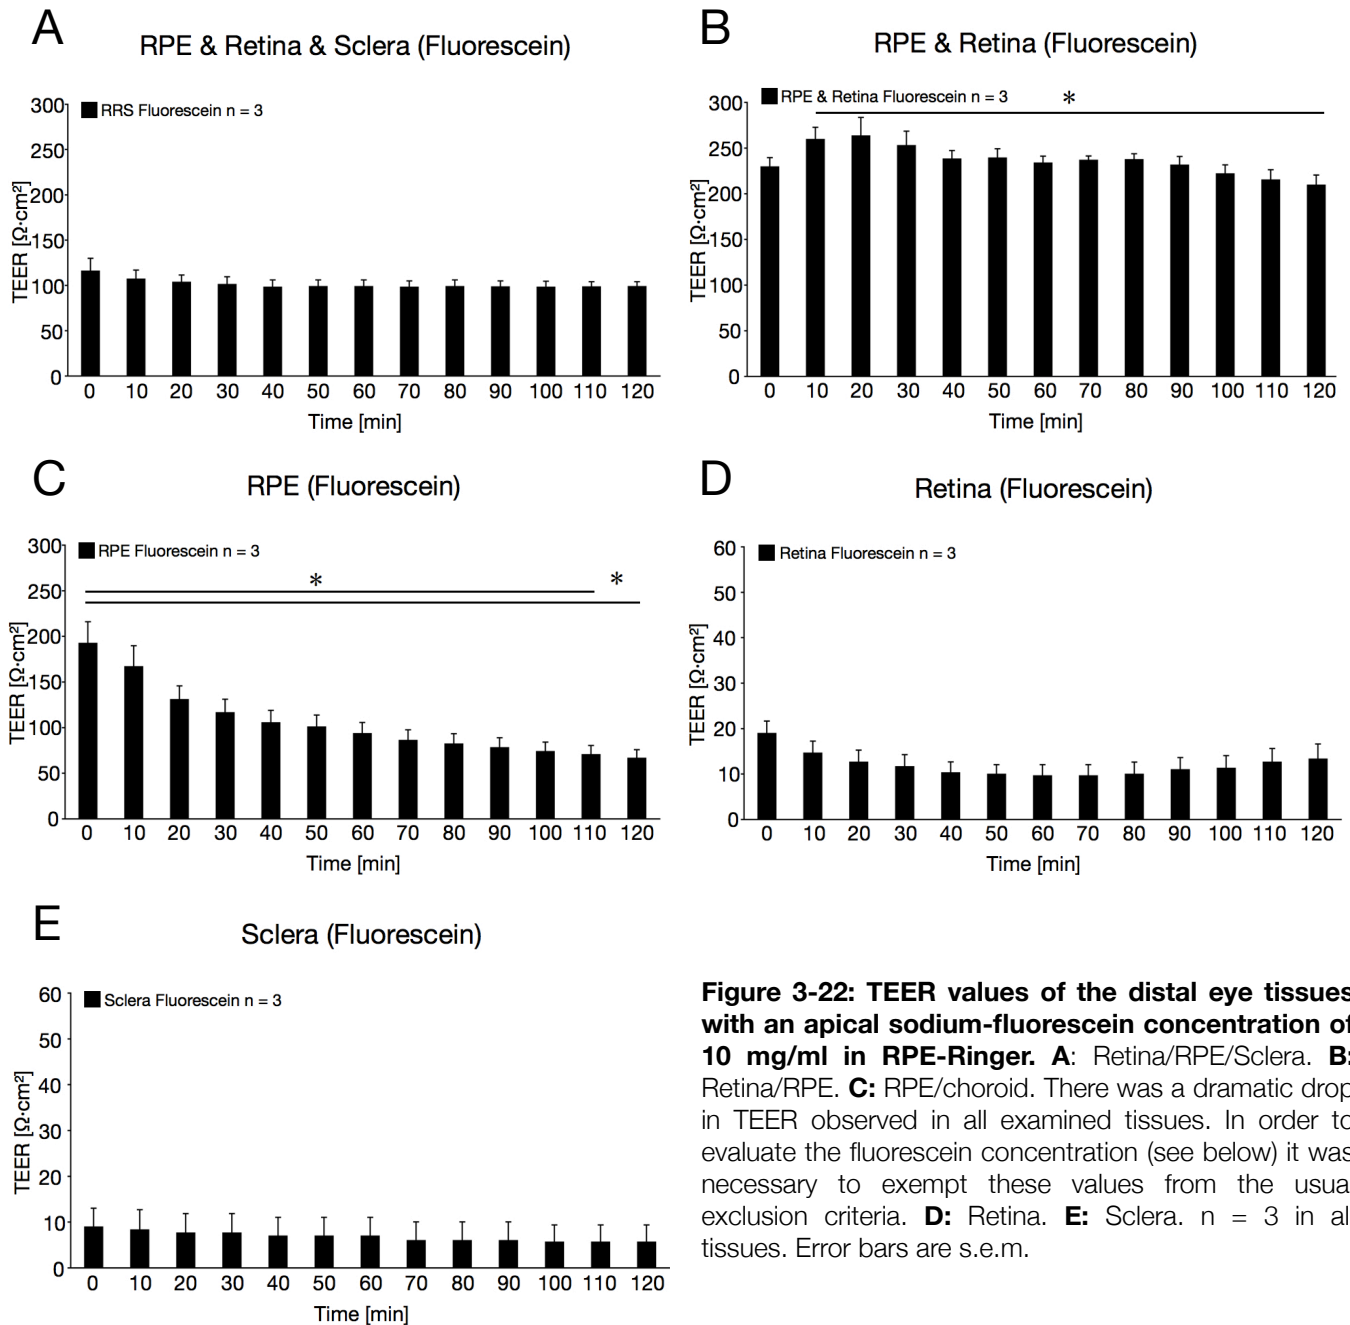 A
RPE & Retina & Sclera (Fluorescein)
RRS Fluorescein n = 3
300
250
200
150
100
50
0
TEER [Ω·cm²]
0 10 20 30 40 50 60 70 80 90 100 110 120
Time [min]
B
RPE & Retina (Fluorescein)
RPE & Retina Fluorescein n = 3
*
300
250
200
150
100
50
0
TEER [Ω·cm²]
0 10 20 30 40 50 60 70 80 90 100 110 120
Time [min]
C
RPE (Fluorescein)
RPE Fluorescein n = 3
* *
300
250
200
150
100
50
0
TEER [Ω·cm²]
0 10 20 30 40 50 60 70 80 90 100 110 120
Time [min]
D
Retina (Fluorescein)
Retina Fluorescein n = 3
60
50
40
30
20
10
0
TEER [Ω·cm²]
0 10 20 30 40 50 60 70 80 90 100 110 120
Time [min]
E
Sclera (Fluorescein)
Sclera Fluorescein n = 3
60
50
40
30
20
10
0
TEER [Ω·cm²]
0 10 20 30 40 50 60 70 80 90 100 110 120
Time [min]
Figure 3-22: TEER values of the distal eye tissues
with an apical sodium-fluorescein concentration of
10 mg/ml in RPE-Ringer. A: Retina/RPE/Sclera. B:
Retina/RPE. C: RPE/choroid. There was a dramatic drop
in TEER observed in all examined tissues. In order to
evaluate the fluorescein concentration (see below) it was
necessary to exempt these values from the usual
exclusion criteria. D: Retina. E: Sclera. n = 3 in al
tissues. Error bars are s.e.m.